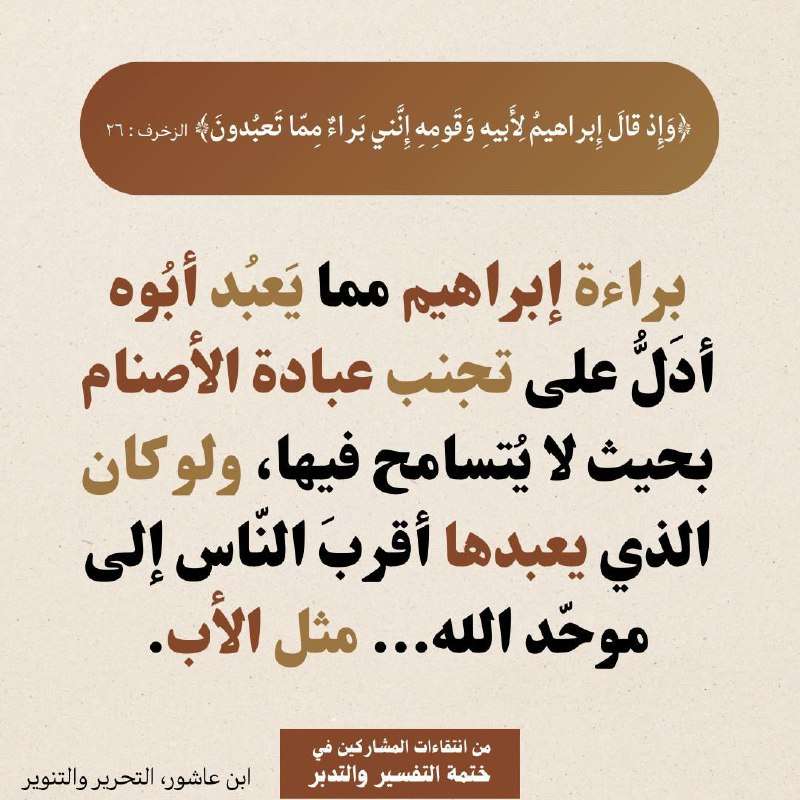 ﴿وَإِذ قالَ إِبراهيمُ لِأَبيهِ وَقَومِهِ إِنَّني بَراءٌ مِمّا تَعبُدونَ﴾ الزخرف : ٢٦
براءة إبراهيم مما يَعبُد أبُوه
أدَلُّ على تجنب عبادة الأصنام
بحيث لا يُتسامح فيها، ولو كان
الذي يعبدها أقربَ النّاس إلى
موحّد الله... مثل الأب.
من انتقاءات المشاركين في
ختمة التفسير والتدبر
ابن عاشور، التحرير والتنوير